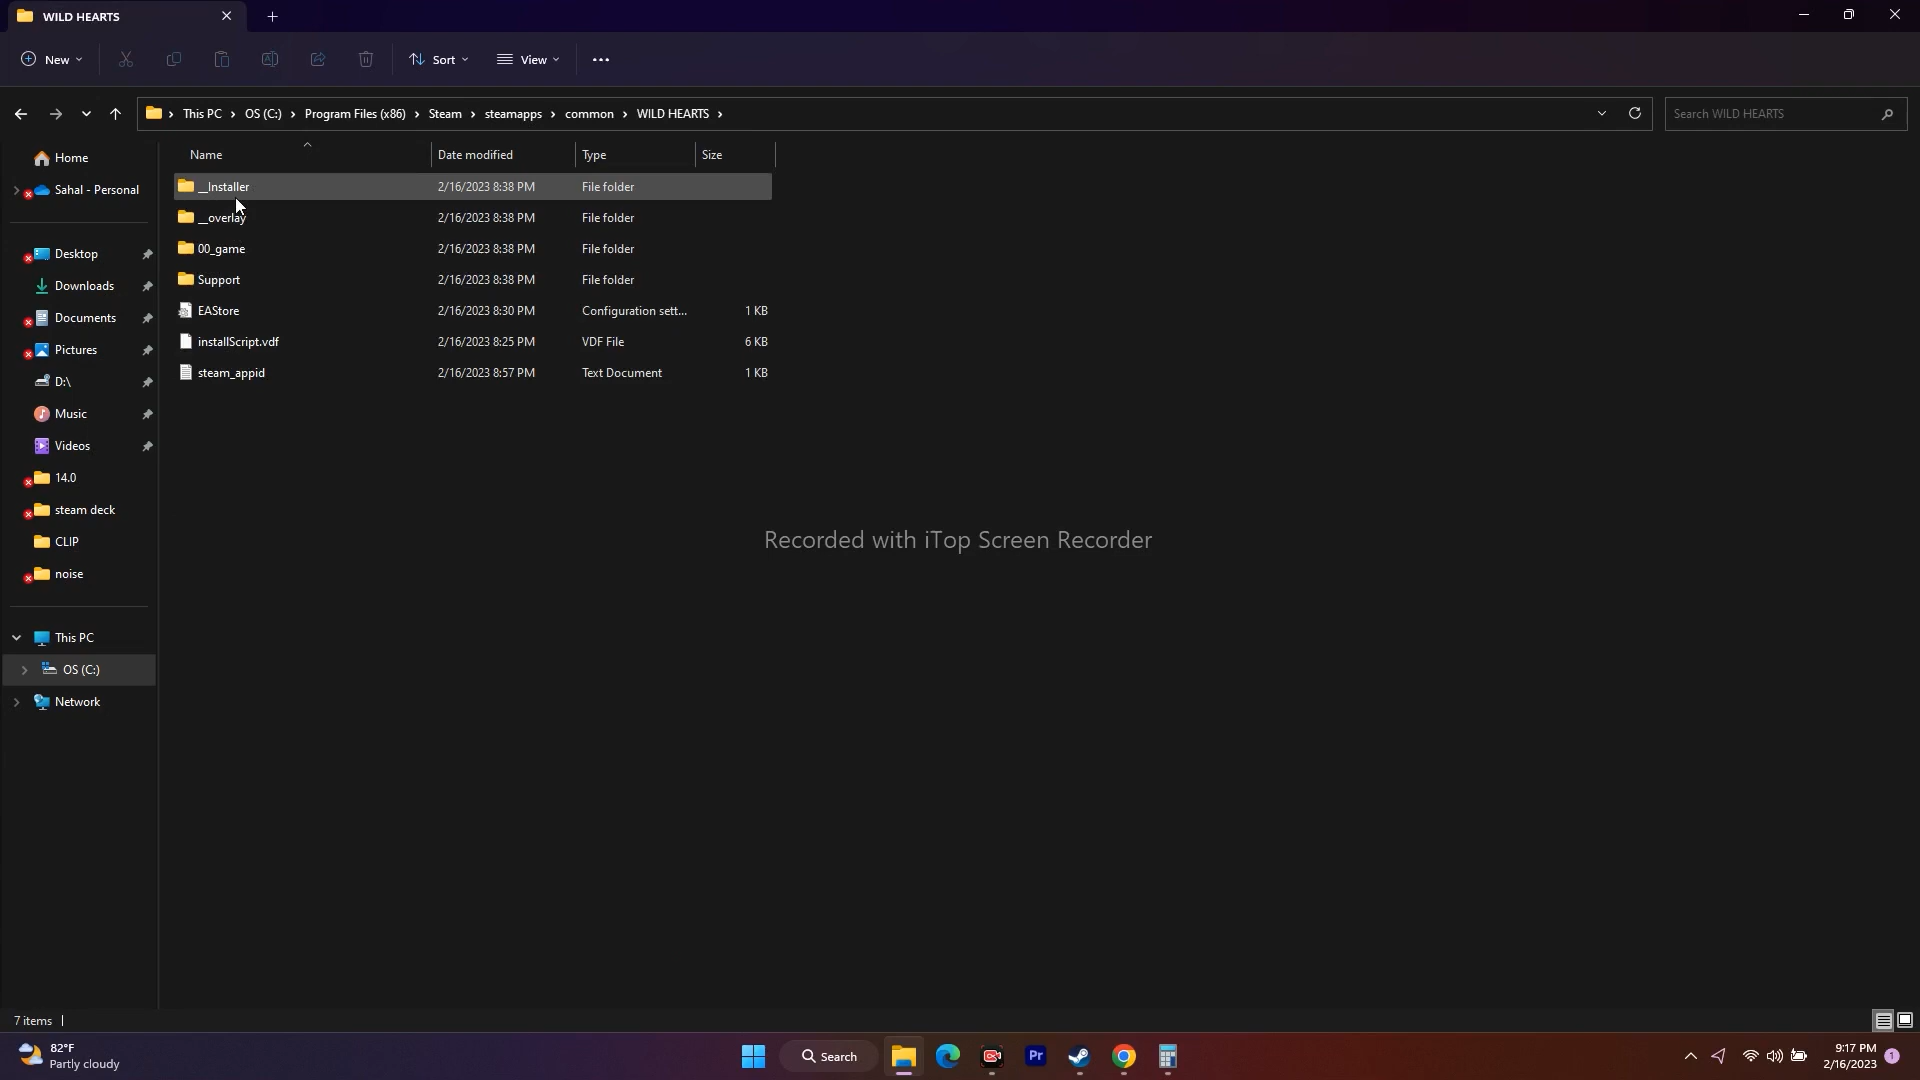 WILD HEARTS
New
Sort
View
This PC
OS (C:)
Program Files (x86)
Steam
steamapps
common
WILD HEARTS
Search WILD HEARTS
Name Date modified Type Size
__Installer 2/16/2023 8:38 PM File folder
__overlay 2/16/2023 8:38 PM File folder
00_game 2/16/2023 8:38 PM File folder
Support 2/16/2023 8:38 PM File folder
EAStore 2/16/2023 8:30 PM Configuration sett... 1 KB
installScript.vdf 2/16/2023 8:25 PM VDF File 6 KB
steam_appid 2/16/2023 8:57 PM Text Document 1 KB
Home
Sahal - Personal
Desktop
Downloads
Documents
Pictures
D:\
Music
Videos
14.0
steam deck
CLIP
noise
This PC
OS (C:)
Network
Recorded with iTop Screen Recorder
7 items
82°F
Partly cloudy
Search
Pr
9:17 PM
2/16/2023
1